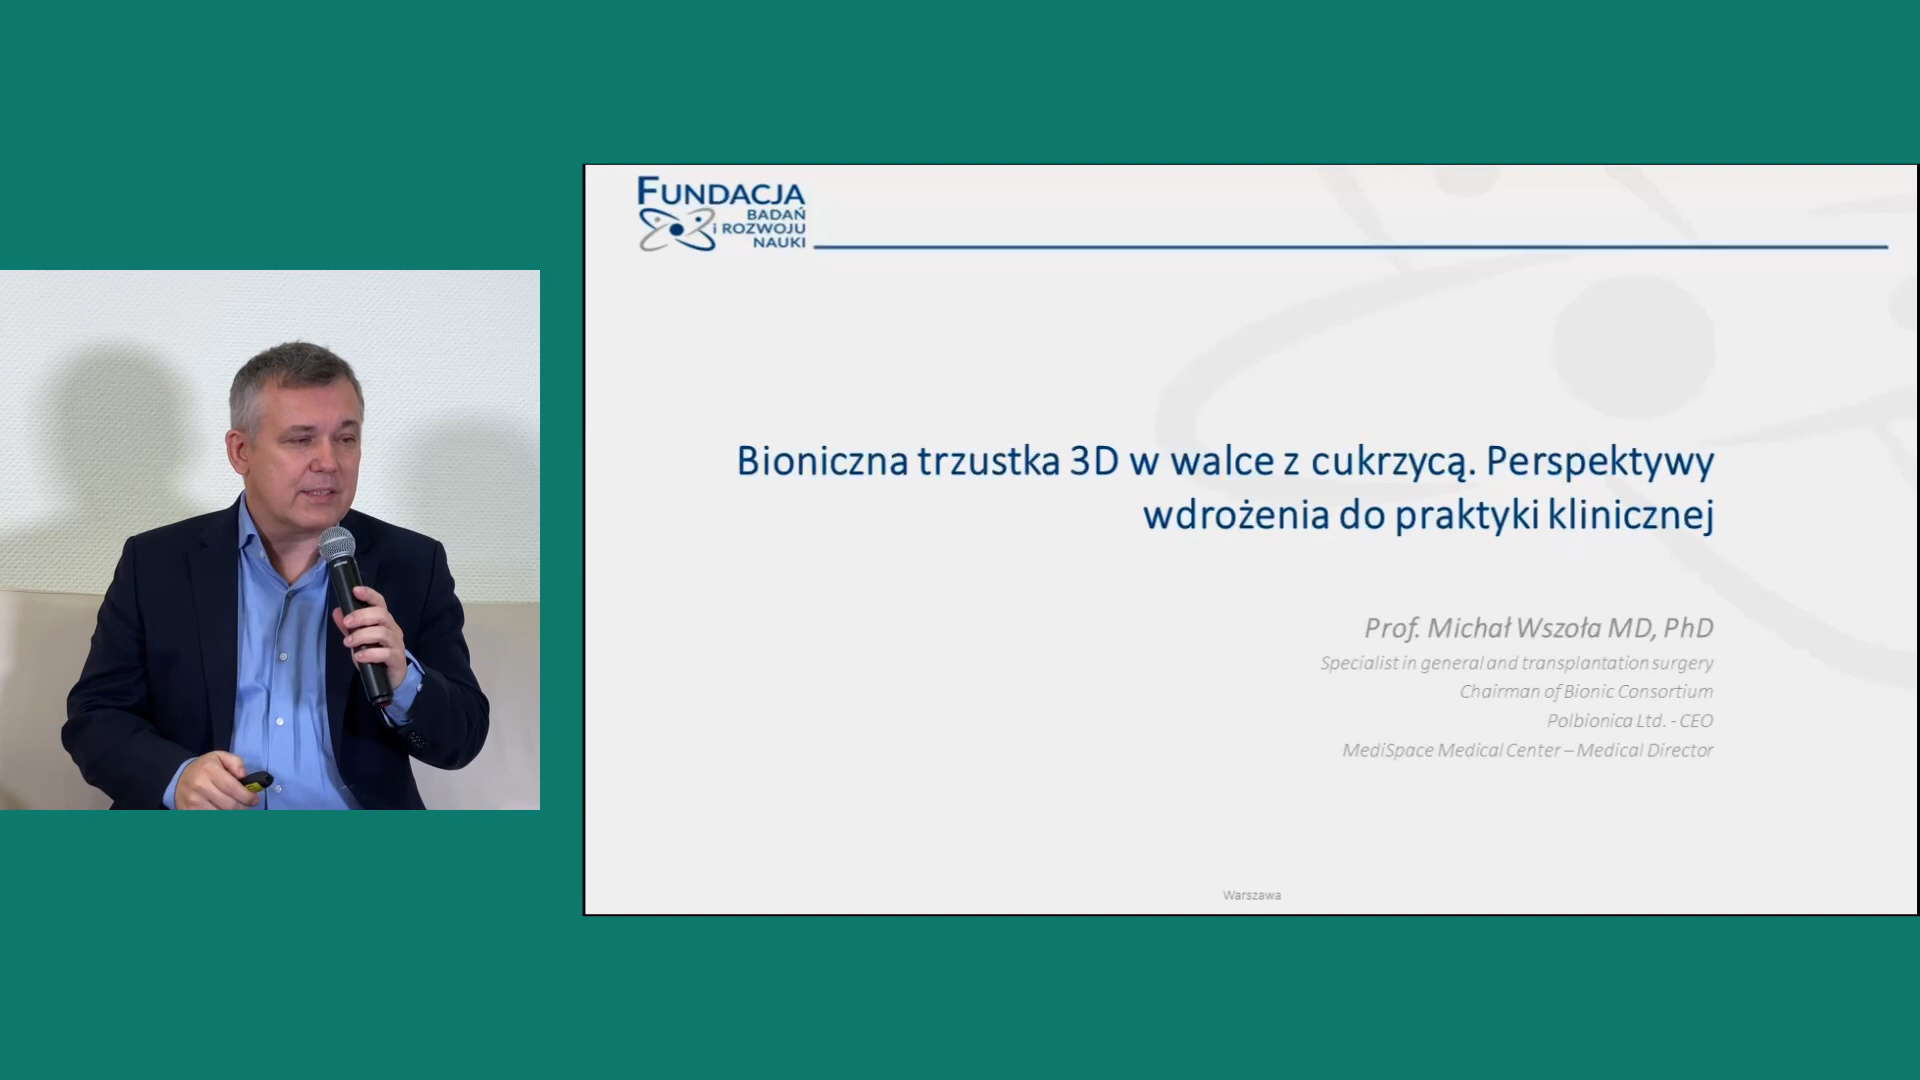 FUNDACJA
BADAŃ
i ROZWOJU
NAUKI
Bioniczna trzustka 3D w walce z cukrzycą. Perspektywy
wdrożenia do praktyki klinicznej
Prof. Michał Wszoła MD, PhD
Specialist in general and transplantation surgery
Chairman of Bionic Consortium
Polbionica Ltd. - CEO
MediSpace Medical Center – Medical Director
Warszawa